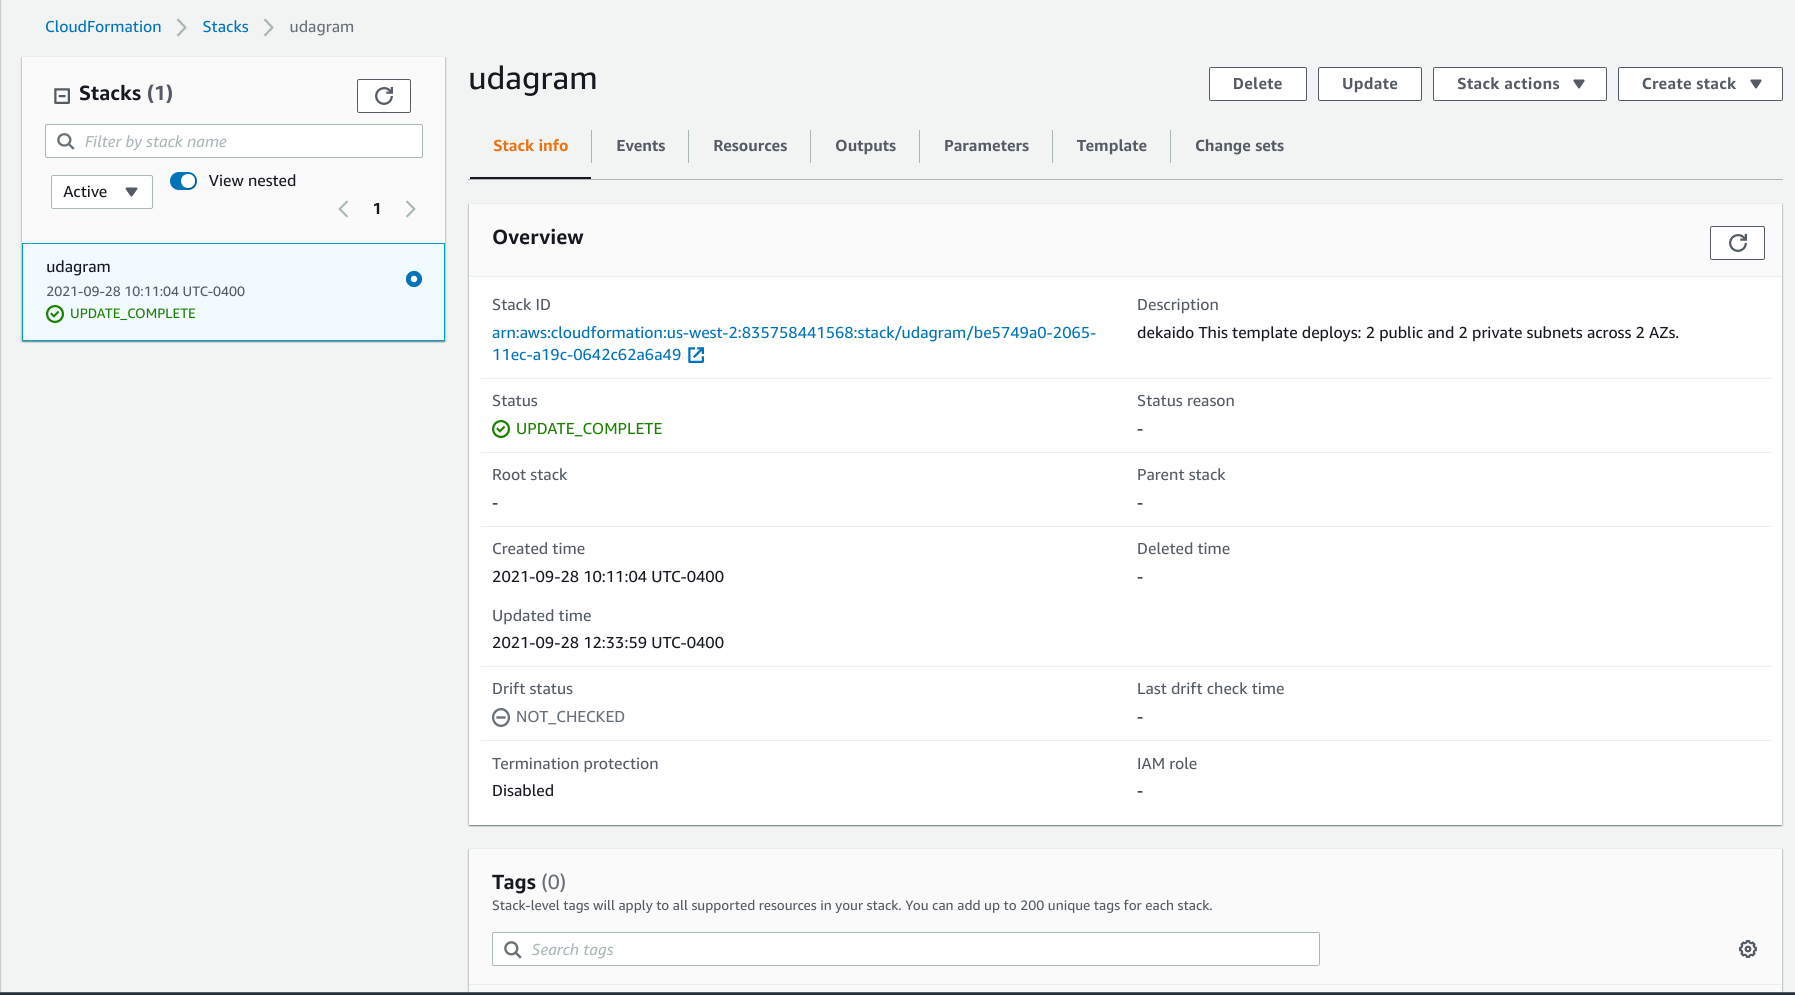 CloudFormation
Stacks
udagram
Stacks (1)
Filter by stack name
Active
View nested
1
udagram
2021-09-28 10:11:04 UTC-0400
UPDATE_COMPLETE
udagram
Delete
Update
Stack actions
Create stack
Stack info
Events
Resources
Outputs
Parameters
Template
Change sets
Overview
Stack ID
arn:aws:cloudformation:us-west-2:835758441568:stack/udagram/be5749a0-2065-
11ec-a19c-0642c62a6a49
Description
dekaido This template deploys: 2 public and 2 private subnets across 2 AZs.
Status
UPDATE_COMPLETE
Status reason
-
Root stack
-
Parent stack
-
Created time
2021-09-28 10:11:04 UTC-0400
Deleted time
-
Updated time
2021-09-28 12:33:59 UTC-0400
Drift status
NOT_CHECKED
Last drift check time
-
Termination protection
Disabled
IAM role
-
Tags (0)
Stack-level tags will apply to all supported resources in your stack. You can add up to 200 unique tags for each stack.
Search tags